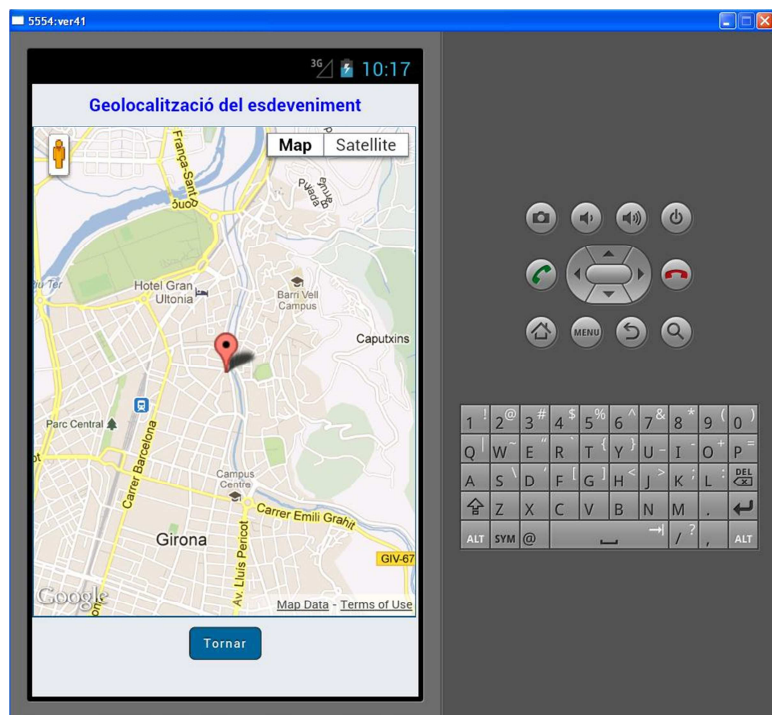 5554:ver41
3G 10:17
Geolocalització del esdeveniment
Map Satellite
França-Sant
Pujada
Hotel Gran
Ultonia
Barri Vell
Campus
Caputxins
Parc Central
Carrer Barcelona
Campus
Centre
Carrer Emili Grahit
Girona
Av. Lluís Pericot
GIV-67
Google
Map Data - Terms of Use
Tornar
MENU
1 ! 2 @ 3 # 4 $ 5 % 6 ^ 7 & 8 * 9 ( 0 )
Q | W ~ E " R ` T { Y } U _ I - O + P =
A S \ D ' F [ G ] H < J > K ; L : DEL
Z X C V B N M .
ALT SYM @ / ? , ALT